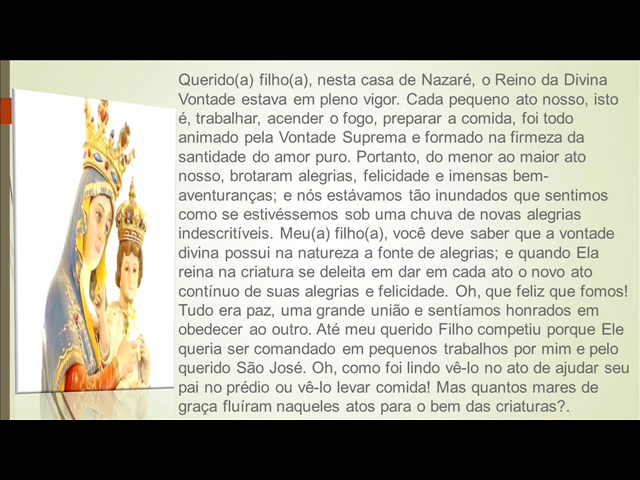 Querido(a) filho(a), nesta casa de Nazaré, o Reino da Divina
Vontade estava em pleno vigor. Cada pequeno ato nosso, isto
é, trabalhar, acender o fogo, preparar a comida, foi todo
animado pela Vontade Suprema e formado na firmeza da
santidade do amor puro. Portanto, do menor ao maior ato
nosso, brotaram alegrias, felicidade e imensas bem-
aventuranças; e nós estávamos tão inundados que sentimos
como se estivéssemos sob uma chuva de novas alegrias
indescritíveis. Meu(a) filho(a), você deve saber que a vontade
divina possui na natureza a fonte de alegrias; e quando Ela
reina na criatura se deleita em dar em cada ato o novo ato
contínuo de suas alegrias e felicidade. Oh, que feliz que fomos!
Tudo era paz, uma grande união e sentíamos honrados em
obedecer ao outro. Até meu querido Filho competiu porque Ele
queria ser comandado em pequenos trabalhos por mim e pelo
querido São José. Oh, como foi lindo vê-lo no ato de ajudar seu
pai no prédio ou vê-lo levar comida! Mas quantos mares de
graça fluíram naqueles atos para o bem das criaturas?.